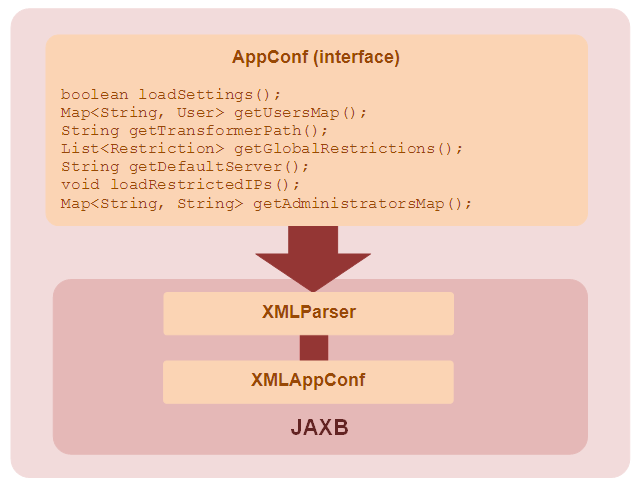 AppConf (interface)
boolean loadSettings();
Map<String, User> getUsersMap();
String getTransformerPath();
List<Restriction> getGlobalRestrictions();
String getDefaultServer();
void loadRestrictedIPs();
Map<String, String> getAdministratorsMap();
XMLParser
XMLAppConf
JAXB